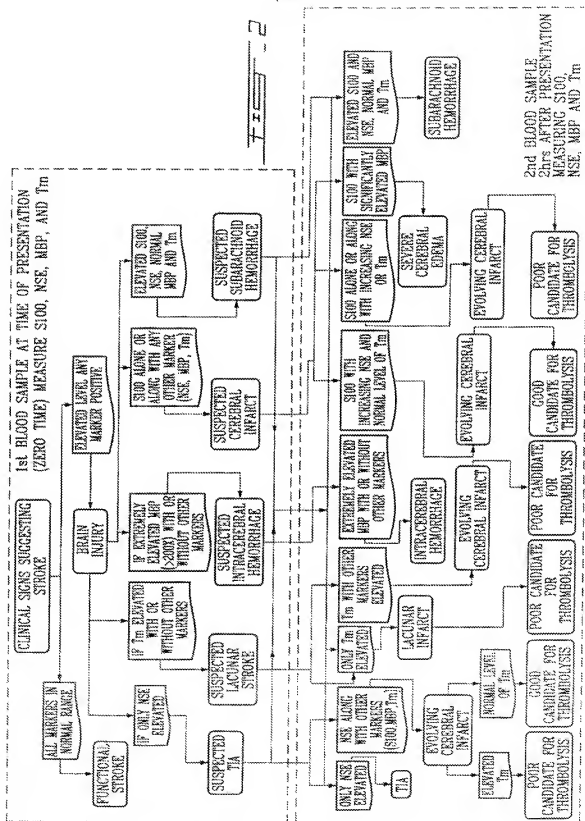 1st BLOOD SAMPLE AT TIME OF PRESENTATION
(ZERO TIME) MEASURE S100, NSE, MBP, AND Tm
CLINICAL SIGNS SUGGESTING
STROKE
ALL MARKERS IN
NORMAL RANGE
ELEVATED LEVEL ANY
MARKER POSITIVE
FUNCTIONAL
STROKE
BRAIN
INJURY
IF ONLY NSE
ELEVATED
IF Tm ELEVATED
WITH OR
WITHOUT OTHER
MARKERS
IF EXTREMELY
ELEVATED MBP
(>200X) WITH OR
WITHOUT OTHER
MARKERS
S100 ALONE OR
ALONG WITH ANY
OTHER MARKER
(NSE, MBP, Tm)
ELEVATED S100,
NSE, NORMAL
MBP AND Tm
SUSPECTED
TIA
SUSPECTED
LACUNAR
STROKE
SUSPECTED
INTRACEREBRAL
HEMORRHAGE
SUSPECTED
CEREBRAL
INFARCT
SUSPECTED
SUBARACHNOID
HEMORRHAGE
ONLY NSE
ELEVATED
NSE ALONG
WITH OTHER
MARKERS
(S100,MBP,Tm)
ONLY Tm
ELEVATED
Tm WITH OTHER
MARKERS
ELEVATED
EXTREMELY ELEVATED
MBP WITH OR WITHOUT
OTHER MARKERS
S100 WITH
INCREASING NSE AND
NORMAL LEVEL OF Tm
S100 ALONE OR ALONG
WITH INCREASING NSE
OR Tm
S100 WITH
SIGNIFICANTLY
ELEVATED MBP
ELEVATED S100 AND
NSE, NORMAL MBP
AND Tm
TIA
EVOLVING
CEREBRAL
INFARCT
LACUNAR
INFARCT
INTRACEREBRAL
HEMORRHAGE
SEVERE
CEREBRAL
EDEMA
SUBARACHNOID
HEMORRHAGE
EVOLVING
CEREBRAL INFARCT
EVOLVING CEREBRAL
INFARCT
EVOLVING CEREBRAL
INFARCT
ELEVATED
Tm
NORMAL LEVEL
OF Tm
POOR
CANDIDATE FOR
THROMBOLYSIS
GOOD
CANDIDATE FOR
THROMBOLYSIS
POOR CANDIDATE
FOR
THROMBOLYSIS
POOR CANDIDATE
FOR
THROMBOLYSIS
GOOD
CANDIDATE FOR
THROMBOLYSIS
POOR
CANDIDATE FOR
THROMBOLYSIS
2nd BLOOD SAMPLE
2hrs AFTER PRESENTATION
MEASURING S100,
NSE, MBP AND Tm